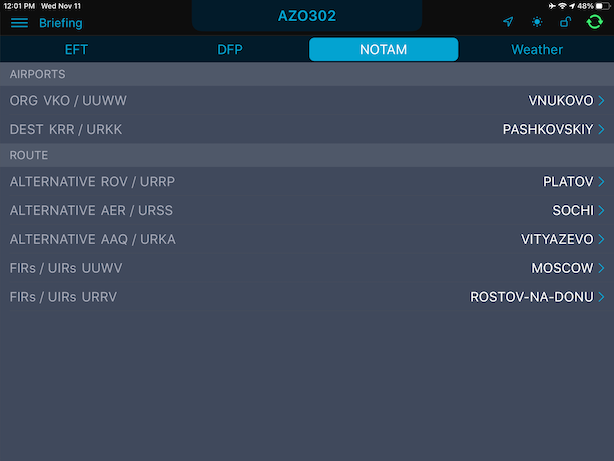 12:01 PM Wed Nov 11
48%
Briefing
AZO302
EFT DFP NOTAM Weather
AIRPORTS
ORG VKO / UUWW VNUKOVO
DEST KRR / URKK PASHKOVSKIY
ROUTE
ALTERNATIVE ROV / URRP PLATOV
ALTERNATIVE AER / URSS SOCHI
ALTERNATIVE AAQ / URKA VITYAZEVO
FIRs / UIRs UUWV MOSCOW
FIRs / UIRs URRV ROSTOV-NA-DONU